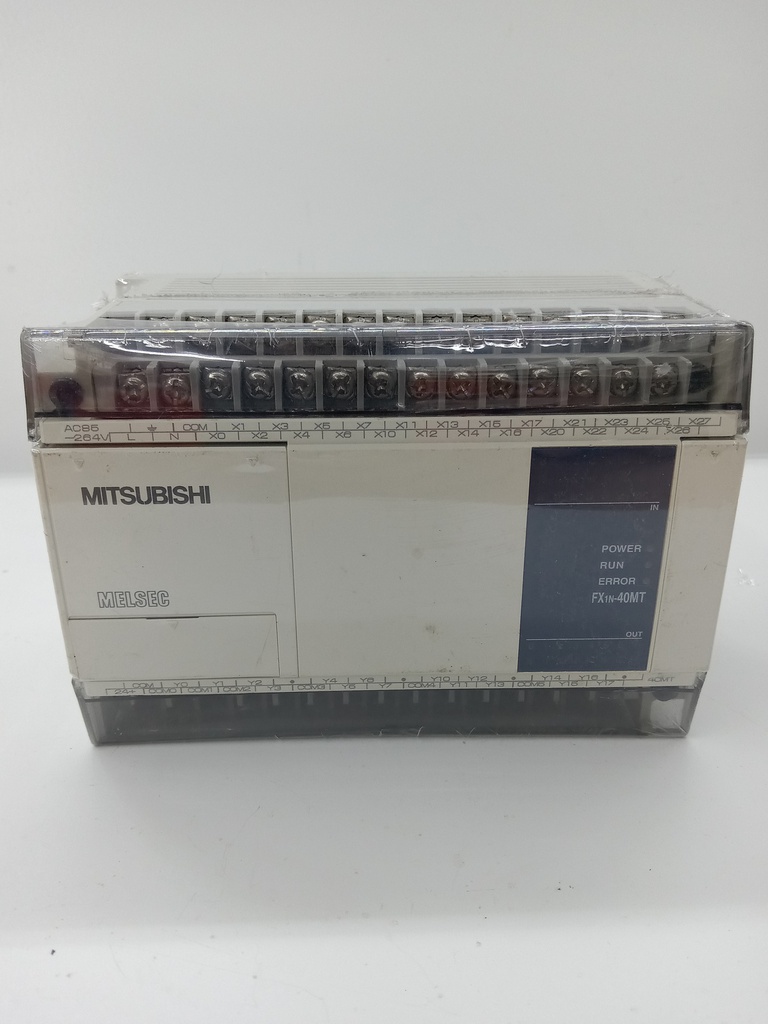 AC85 ⏚ COM X1 X3 X5 X7 X11 X13 X15 X17 X21 X23 X25 X27
~264V L N X0 X2 X4 X6 X10 X12 X14 X16 X20 X22 X24 X26
MITSUBISHI
IN
POWER
RUN
ERROR
MELSEC
FX1N-40MT
OUT
COM Y0 Y1 Y2 • Y4 Y6 • Y10 Y12 • Y14 Y16 • 40MT
24+ COM0 COM1 COM2 Y3 COM3 Y5 Y7 COM4 Y11 Y13 COM5 Y15 Y17